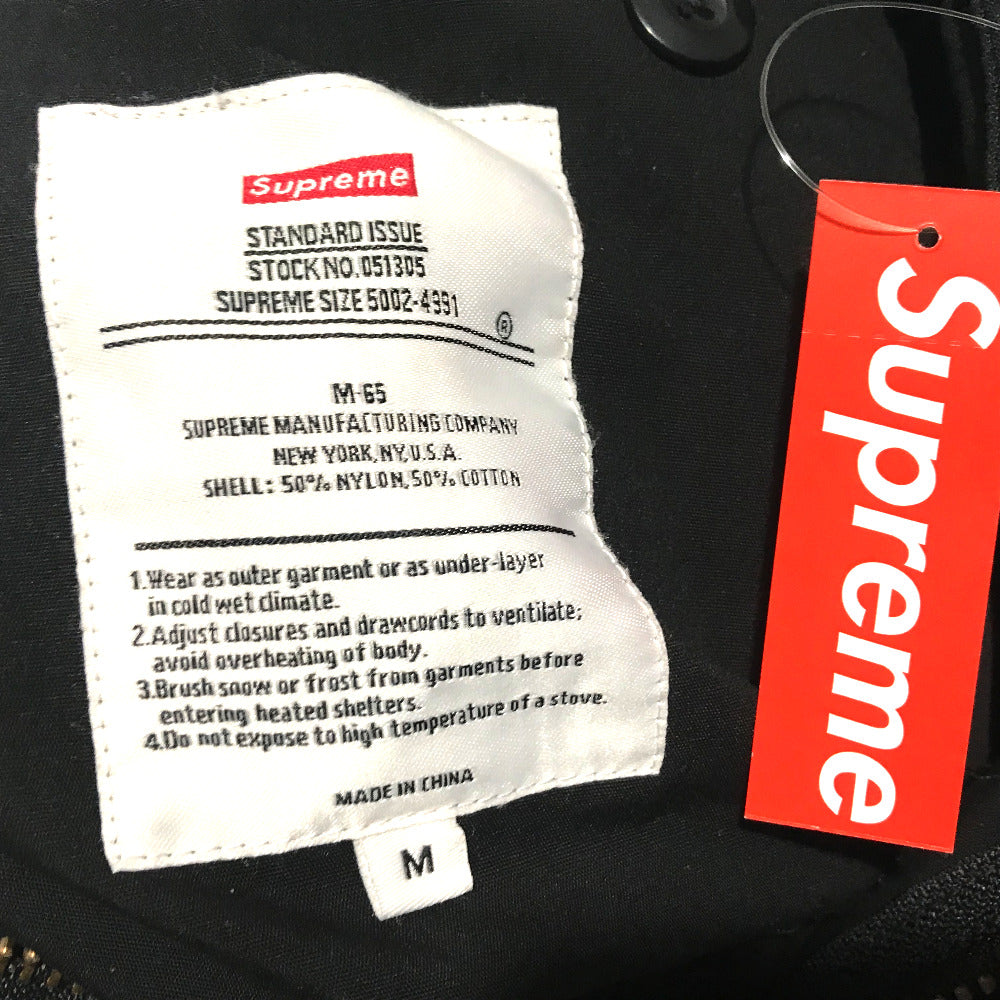 Supreme
STANDARD ISSUE
STOCK NO.051305
SUPREME SIZE 5002-4991
®
M-65
SUPREME MANUFACTURING COMPANY
NEW YORK, NY, U.S.A.
SHELL: 50% NYLON, 50% COTTON
1.Wear as outer garment or as under-layer
in cold wet climate.
2.Adjust closures and drawcords to ventilate;
avoid overheating of body.
3.Brush snow or frost from garments before
entering heated shelters.
4.Do not expose to high temperature of a stove.
MADE IN CHINA
M
Supreme